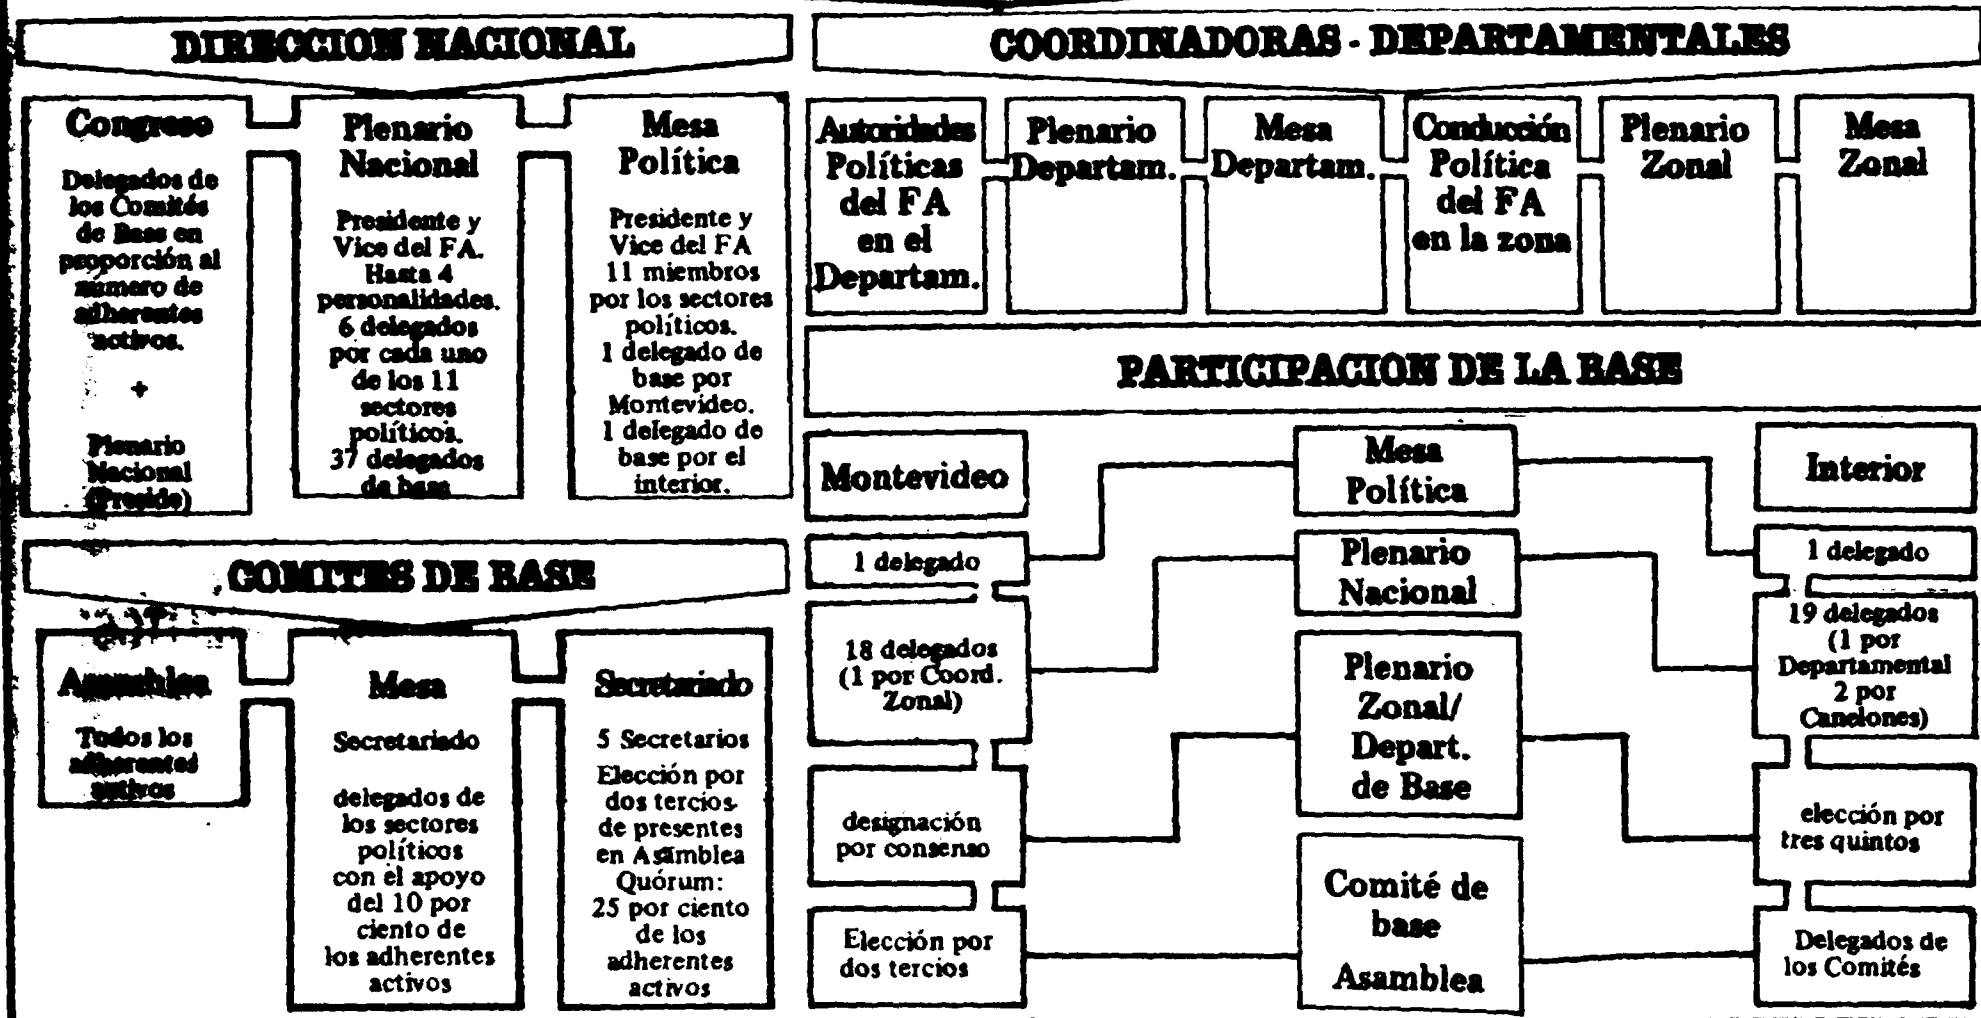 DIRECCION NACIONAL
Congreso
Delegados de
los Comités
de Base en
proporción al
número de
adherentes
activos.
+
Plenario
Nacional
(Preside)
Plenario
Nacional
Presidente y
Vice del FA.
Hasta 4
personalidades.
6 delegados
por cada uno
de los 11
sectores
políticos.
37 delegados
de base
Mesa
Política
Presidente y
Vice del FA
11 miembros
por los sectores
políticos.
1 delegado de
base por
Montevideo.
1 delegado de
base por el
interior.
COMITES DE BASE
Asamblea
Todos los
adherentes
activos
Mesa
Secretariado
delegados de
los sectores
políticos
con el apoyo
del 10 por
ciento de
los adherentes
activos
Secretariado
5 Secretarios
Elección por
dos tercios
de presentes
en Asamblea
Quórum:
25 por ciento
de los
adherentes
activos
COORDINADORAS - DEPARTAMENTALES
Autoridades
Políticas
del FA
en el
Departam.
Plenario
Departam.
Mesa
Departam.
Conducción
Política
del FA
en la zona
Plenario
Zonal
Mesa
Zonal
PARTICIPACION DE LA BASE
Montevideo
1 delegado
18 delegados
(1 por Coord.
Zonal)
designación
por consenso
Elección por
dos tercios
Mesa
Política
Plenario
Nacional
Plenario
Zonal/
Depart.
de Base
Comité de
base
Asamblea
Interior
1 delegado
19 delegados
(1 por
Departamental
2 por
Canelones)
elección por
tres quintos
Delegados de
los Comités